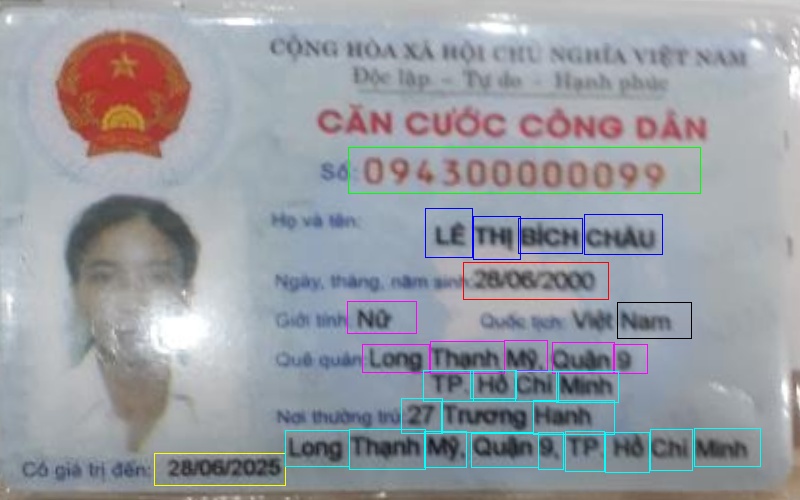 CỘNG HÒA XÃ HỘI CHỦ NGHĨA VIỆT NAM
Độc lập - Tự do - Hạnh phúc
CĂN CƯỚC CÔNG DÂN
Số: 094300000099
Họ và tên:
LÊ THỊ BÍCH CHÂU
Ngày, tháng, năm sinh: 28/06/2000
Giới tính: Nữ Quốc tịch: Việt Nam
Quê quán: Long Thạnh Mỹ, Quận 9
TP. Hồ Chí Minh
Nơi thường trú: 27 Trương Hanh
Long Thạnh Mỹ, Quận 9, TP. Hồ Chí Minh
Có giá trị đến: 28/06/2025